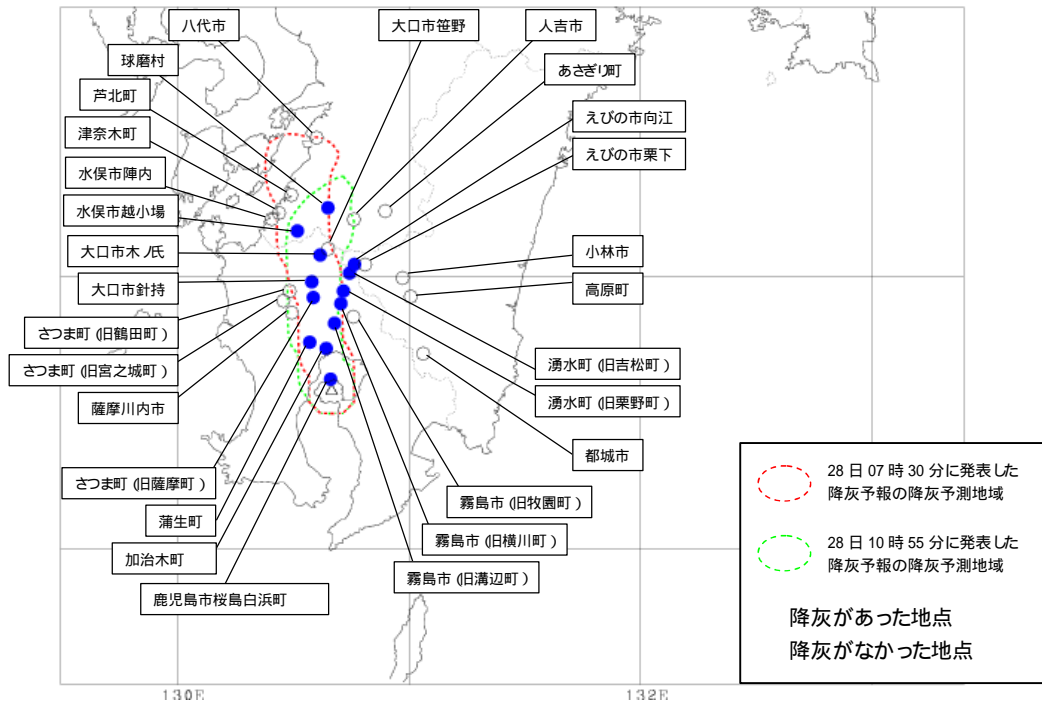 八代市
大口市笹野
人吉市
球磨村
あさぎり町
芦北町
えびの市向江
津奈木町
えびの市栗下
水俣市陣内
水俣市越小場
大口市木ノ氏
小林市
大口市針持
高原町
さつま町(旧鶴田町)
さつま町(旧宮之城町)
湧水町(旧吉松町)
薩摩川内市
湧水町(旧栗野町)
都城市
さつま町(旧薩摩町)
霧島市(旧牧園町)
蒲生町
霧島市(旧横川町)
加治木町
霧島市(旧溝辺町)
鹿児島市桜島白浜町
28日07時30分に発表した
降灰予報の降灰予測地域
28日10時55分に発表した
降灰予報の降灰予測地域
降灰があった地点
降灰がなかった地点
130E
132E